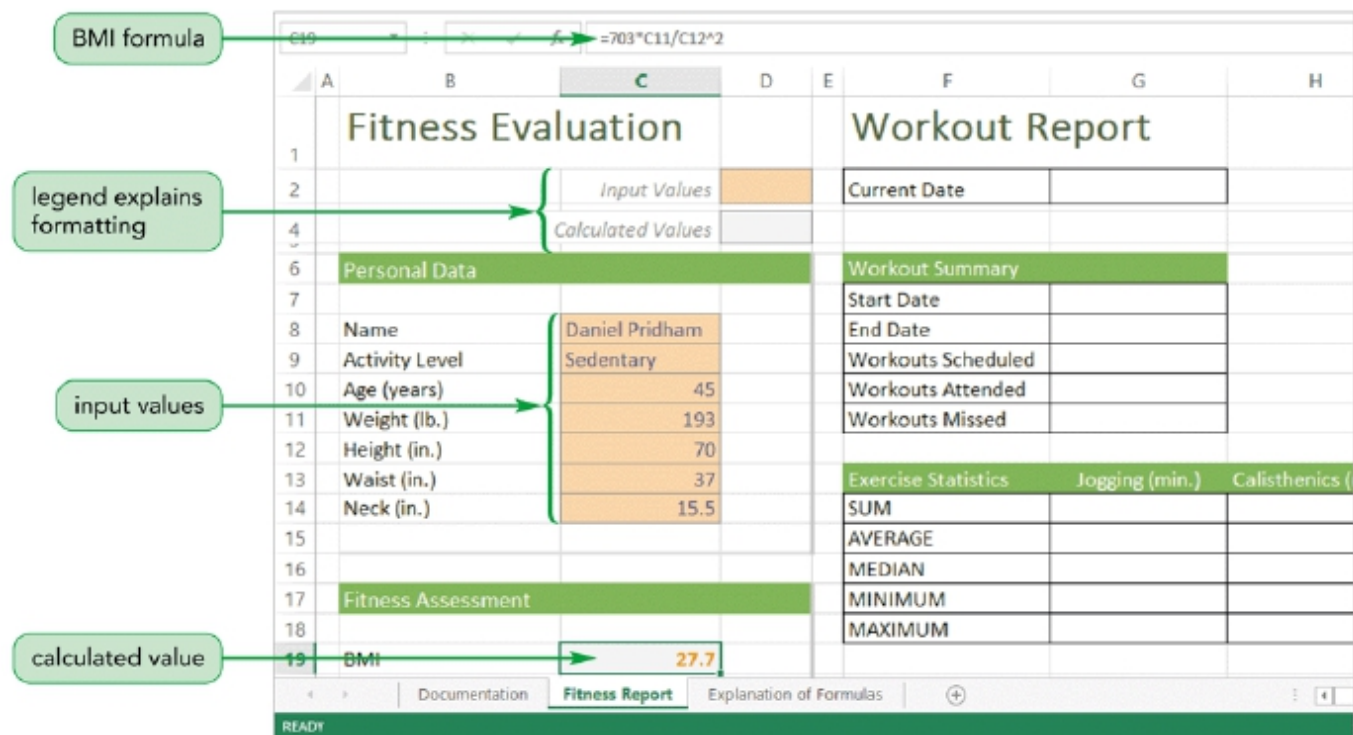 BMI formula
C19
fx
=703*C11/C12^2
A B C D E F G H
1
Fitness Evaluation
Workout Report
legend explains
formatting
2
Input Values
Current Date
4
Calculated Values
6
Personal Data
Workout Summary
7
Start Date
8
Name
Daniel Pridham
End Date
9
Activity Level
Sedentary
Workouts Scheduled
input values
10
Age (years)
45
Workouts Attended
11
Weight (lb.)
193
Workouts Missed
12
Height (in.)
70
13
Waist (in.)
37
Exercise Statistics
Jogging (min.)
Calisthenics (
14
Neck (in.)
15.5
SUM
15
AVERAGE
16
MEDIAN
17
Fitness Assessment
MINIMUM
18
MAXIMUM
calculated value
19
BMI
27.7
Documentation
Fitness Report
Explanation of Formulas
READY